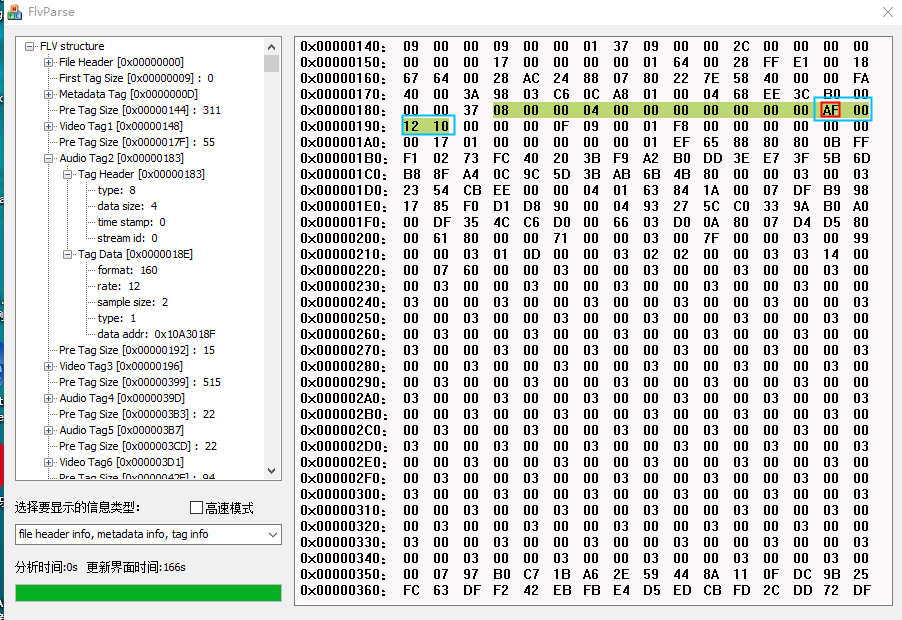 FlvParse
FLV structure
File Header [0x00000000]
First Tag Size [0x00000009] : 0
Metadata Tag [0x0000000D]
Pre Tag Size [0x00000144] : 311
Video Tag1 [0x00000148]
Pre Tag Size [0x0000017F] : 55
Audio Tag2 [0x00000183]
Tag Header [0x00000183]
type: 8
data size: 4
time stamp: 0
stream id: 0
Tag Data [0x0000018E]
format: 160
rate: 12
sample size: 2
type: 1
data addr: 0x10A3018F
Pre Tag Size [0x00000192] : 15
Video Tag3 [0x00000196]
Pre Tag Size [0x00000399] : 515
Audio Tag4 [0x0000039D]
Pre Tag Size [0x000003B3] : 22
Audio Tag5 [0x000003B7]
Pre Tag Size [0x000003CD] : 22
Video Tag6 [0x000003D1]
Pre Tag Size [0x0000042F] : 94
选择要显示的信息类型:
高速模式
file header info, metadata info, tag info
分析时间:0s 更新界面时间:166s
0x00000140: 09 00 00 09 00 00 01 37 09 00 00 2C 00 00 00 00
0x00000150: 00 00 00 17 00 00 00 00 01 64 00 28 FF E1 00 18
0x00000160: 67 64 00 28 AC 24 88 07 80 22 7E 58 40 00 00 FA
0x00000170: 40 00 3A 98 03 C6 0C A8 01 00 04 68 EE 3C B0 00
0x00000180: 00 00 37 08 00 00 04 00 00 00 00 00 00 00 AF 00
0x00000190: 12 10 00 00 00 0F 09 00 01 F8 00 00 00 00 00 00
0x000001A0: 00 17 01 00 00 00 00 00 01 EF 65 88 80 80 0B FF
0x000001B0: F1 02 73 FC 40 20 3B F9 A2 B0 DD 3E E7 3F 5B 6D
0x000001C0: B8 8F A4 0C 9C 5D 3B AB 6B 4B 80 00 00 03 00 03
0x000001D0: 23 54 CB EE 00 00 04 01 63 84 1A 00 07 DF B9 98
0x000001E0: 17 85 F0 D1 D8 90 00 04 93 27 5C C0 33 9A B0 A0
0x000001F0: 00 DF 35 4C C6 D0 00 66 03 D0 0A 80 07 D4 D5 80
0x00000200: 00 61 80 00 00 71 00 00 03 00 7F 00 00 03 00 99
0x00000210: 00 00 03 01 0D 00 00 03 02 02 00 00 03 03 14 00
0x00000220: 00 07 60 00 00 03 00 00 03 00 00 03 00 00 03 00
0x00000230: 00 03 00 00 03 00 00 03 00 00 03 00 00 03 00 00
0x00000240: 03 00 00 03 00 00 03 00 00 03 00 00 03 00 00 03
0x00000250: 00 00 03 00 00 03 00 00 03 00 00 03 00 00 03 00
0x00000260: 00 03 00 00 03 00 00 03 00 00 03 00 00 03 00 00
0x00000270: 03 00 00 03 00 00 03 00 00 03 00 00 03 00 00 03
0x00000280: 00 00 03 00 00 03 00 00 03 00 00 03 00 00 03 00
0x00000290: 00 03 00 00 03 00 00 03 00 00 03 00 00 03 00 00
0x000002A0: 03 00 00 03 00 00 03 00 00 03 00 00 03 00 00 03
0x000002B0: 00 00 03 00 00 03 00 00 03 00 00 03 00 00 03 00
0x000002C0: 00 03 00 00 03 00 00 03 00 00 03 00 00 03 00 00
0x000002D0: 03 00 00 03 00 00 03 00 00 03 00 00 03 00 00 03
0x000002E0: 00 00 03 00 00 03 00 00 03 00 00 03 00 00 03 00
0x000002F0: 00 03 00 00 03 00 00 03 00 00 03 00 00 03 00 00
0x00000300: 03 00 00 03 00 00 03 00 00 03 00 00 03 00 00 03
0x00000310: 00 00 03 00 00 03 00 00 03 00 00 03 00 00 03 00
0x00000320: 00 03 00 00 03 00 00 03 00 00 03 00 00 03 00 00
0x00000330: 03 00 00 03 00 00 03 00 00 03 00 00 03 00 00 03
0x00000340: 00 00 03 00 00 03 00 00 03 00 00 03 00 00 03 00
0x00000350: 00 07 97 B0 C7 1B A6 2E 59 44 8A 11 0F DC 9B 25
0x00000360: FC 63 DF F2 42 EB FB E4 D5 ED CB FD 2C DD 72 DF